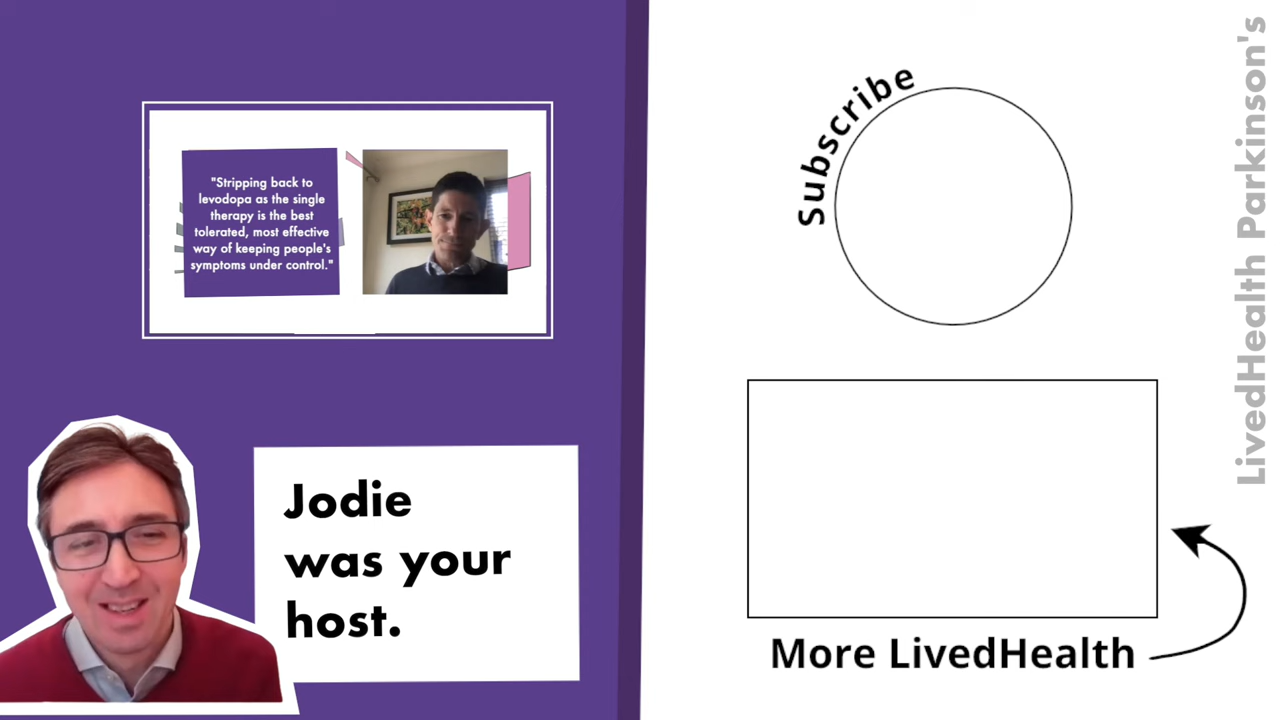 "Stripping back to
levodopa as the single
therapy is the best
tolerated, most effective
way of keeping people's
symptoms under control."
Jodie
was your
host.
Subscribe
More LivedHealth
LivedHealth Parkinson's